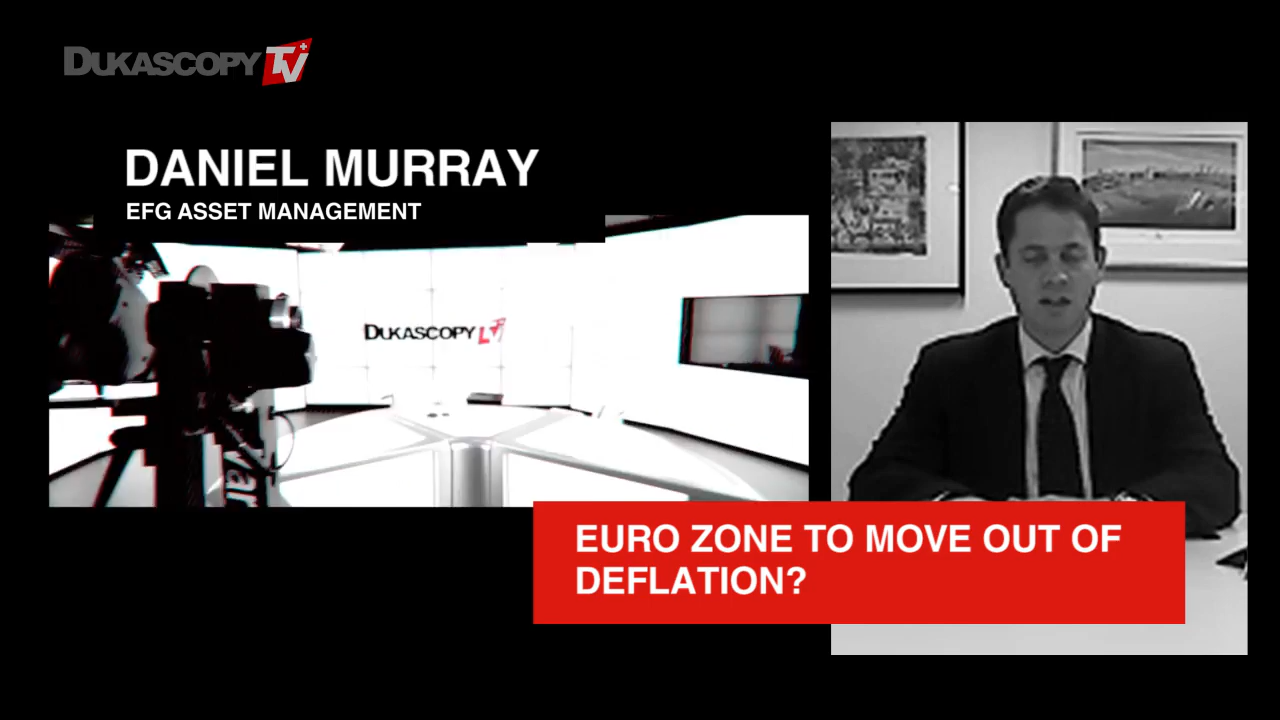 DUKASCOPY TV
DANIEL MURRAY
EFG ASSET MANAGEMENT
DUKASCOPY TV
EURO ZONE TO MOVE OUT OF
DEFLATION?